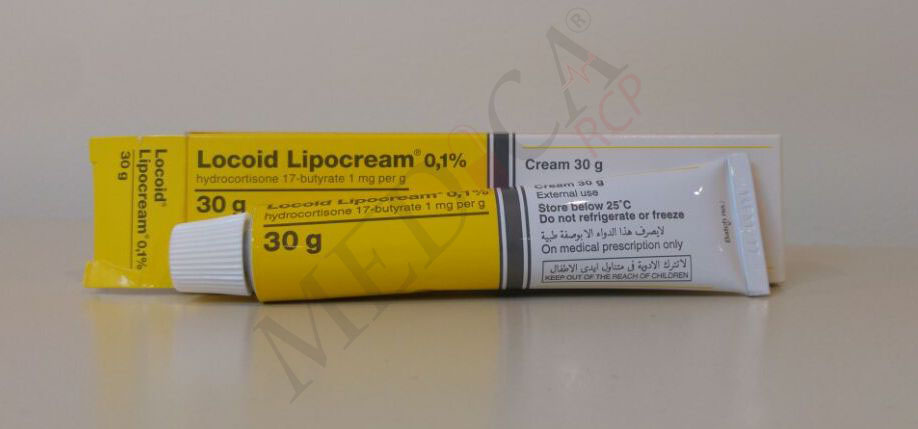 Locoid®
Lipocream® 0,1%
30 g
Locoid Lipocream® 0,1%
hydrocortisone 17-butyrate 1 mg per g
30 g
Cream 30 g
Locoid Lipocream® 0,1%
hydrocortisone 17-butyrate 1 mg per g
30 g
Cream 30 g
External use
Store below 25°C
Do not refrigerate or freeze
لايصرف هذا الدواء الا بوصفة طبية
On medical prescription only
لا تترك الادوية في متناول ايدى الاطفال
KEEP OUT OF THE REACH OF CHILDREN
MEDICA®
RCP